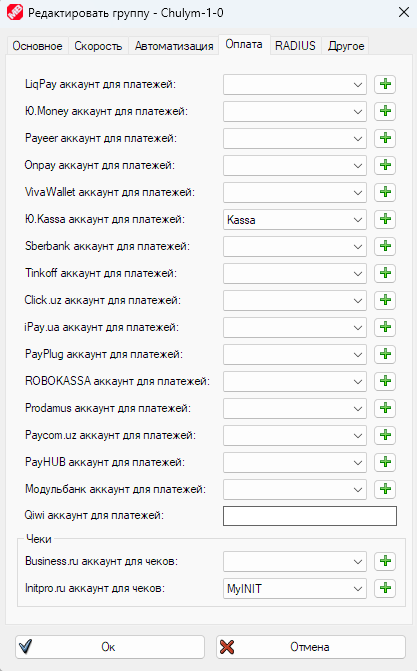 Редактировать группу - Chulym-1-0
Основное Скорость Автоматизация Оплата RADIUS Другое
LiqPay аккаунт для платежей:
Ю.Money аккаунт для платежей:
Payeer аккаунт для платежей:
Onpay аккаунт для платежей:
VivaWallet аккаунт для платежей:
Ю.Kassa аккаунт для платежей: Kassa
Sberbank аккаунт для платежей:
Tinkoff аккаунт для платежей:
Click.uz аккаунт для платежей:
iPay.ua аккаунт для платежей:
PayPlug аккаунт для платежей:
ROBOKASSA аккаунт для платежей:
Prodamus аккаунт для платежей:
Paycom.uz аккаунт для платежей:
PayHUB аккаунт для платежей:
Модульбанк аккаунт для платежей:
Qiwi аккаунт для платежей:
Чеки
Business.ru аккаунт для чеков:
Initpro.ru аккаунт для чеков: MyINIT
Ок Отмена